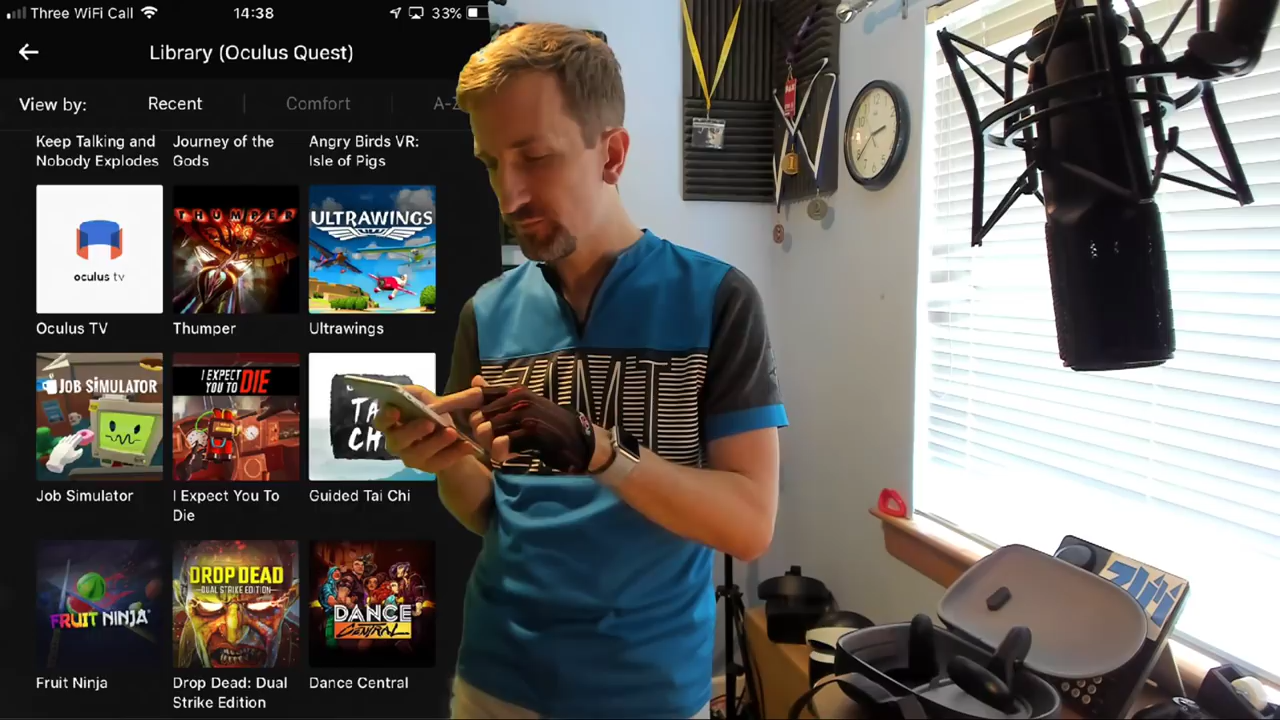 Three WiFi Call 14:38 33%
Library (Oculus Quest)
View by: Recent Comfort A-Z
Keep Talking and
Nobody Explodes
Journey of the
Gods
Angry Birds VR:
Isle of Pigs
oculus tv
THUMPER
ULTRAWINGS
Oculus TV
Thumper
Ultrawings
JOB SIMULATOR
I EXPECT
YOU TO DIE
TA
CH
Job Simulator
I Expect You To
Die
Guided Tai Chi
FRUIT NINJA
DROP DEAD
DUAL STRIKE EDITION
DANCE
CENTRAL
Fruit Ninja
Drop Dead: Dual
Strike Edition
Dance Central